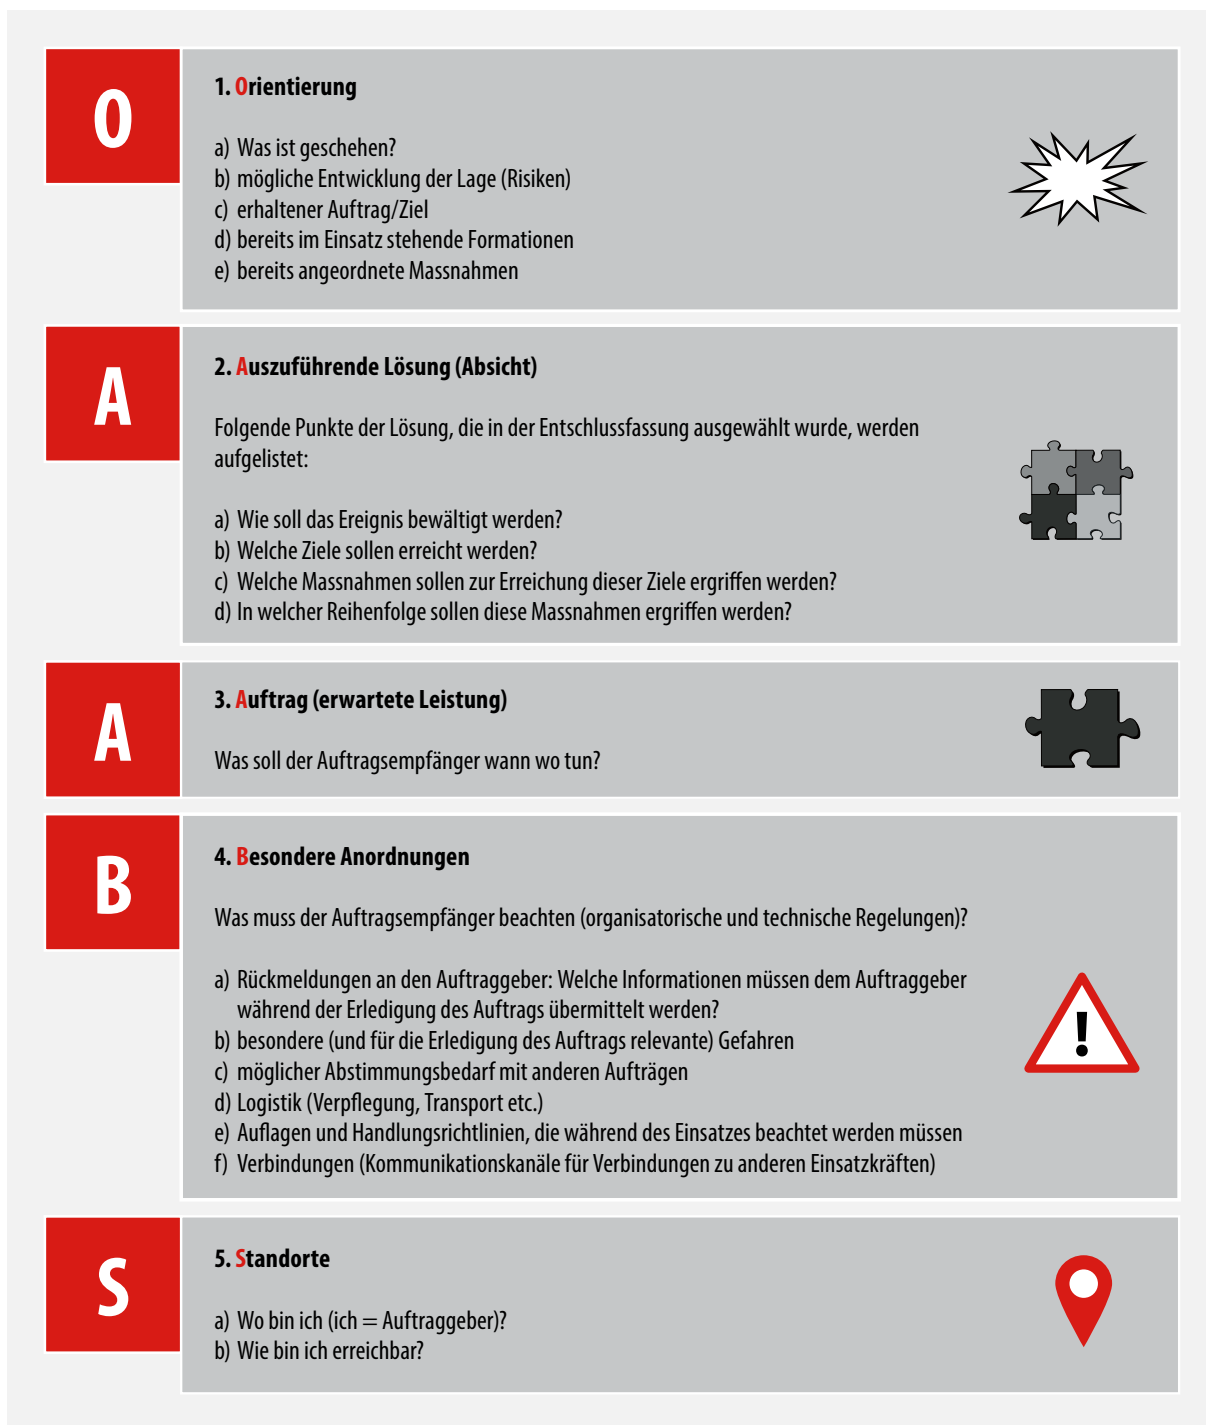 O
1. Orientierung
a) Was ist geschehen?
b) mögliche Entwicklung der Lage (Risiken)
c) erhaltener Auftrag/Ziel
d) bereits im Einsatz stehende Formationen
e) bereits angeordnete Massnahmen
A
2. Auszuführende Lösung (Absicht)
Folgende Punkte der Lösung, die in der Entschlussfassung ausgewählt wurde, werden
aufgelistet:
a) Wie soll das Ereignis bewältigt werden?
b) Welche Ziele sollen erreicht werden?
c) Welche Massnahmen sollen zur Erreichung dieser Ziele ergriffen werden?
d) In welcher Reihenfolge sollen diese Massnahmen ergriffen werden?
A
3. Auftrag (erwartete Leistung)
Was soll der Auftragsempfänger wann wo tun?
B
4. Besondere Anordnungen
Was muss der Auftragsempfänger beachten (organisatorische und technische Regelungen)?
a) Rückmeldungen an den Auftraggeber: Welche Informationen müssen dem Auftraggeber
während der Erledigung des Auftrags übermittelt werden?
b) besondere (und für die Erledigung des Auftrags relevante) Gefahren
c) möglicher Abstimmungsbedarf mit anderen Aufträgen
d) Logistik (Verpflegung, Transport etc.)
e) Auflagen und Handlungsrichtlinien, die während des Einsatzes beachtet werden müssen
f) Verbindungen (Kommunikationskanäle für Verbindungen zu anderen Einsatzkräften)
!
S
5. Standorte
a) Wo bin ich (ich = Auftraggeber)?
b) Wie bin ich erreichbar?